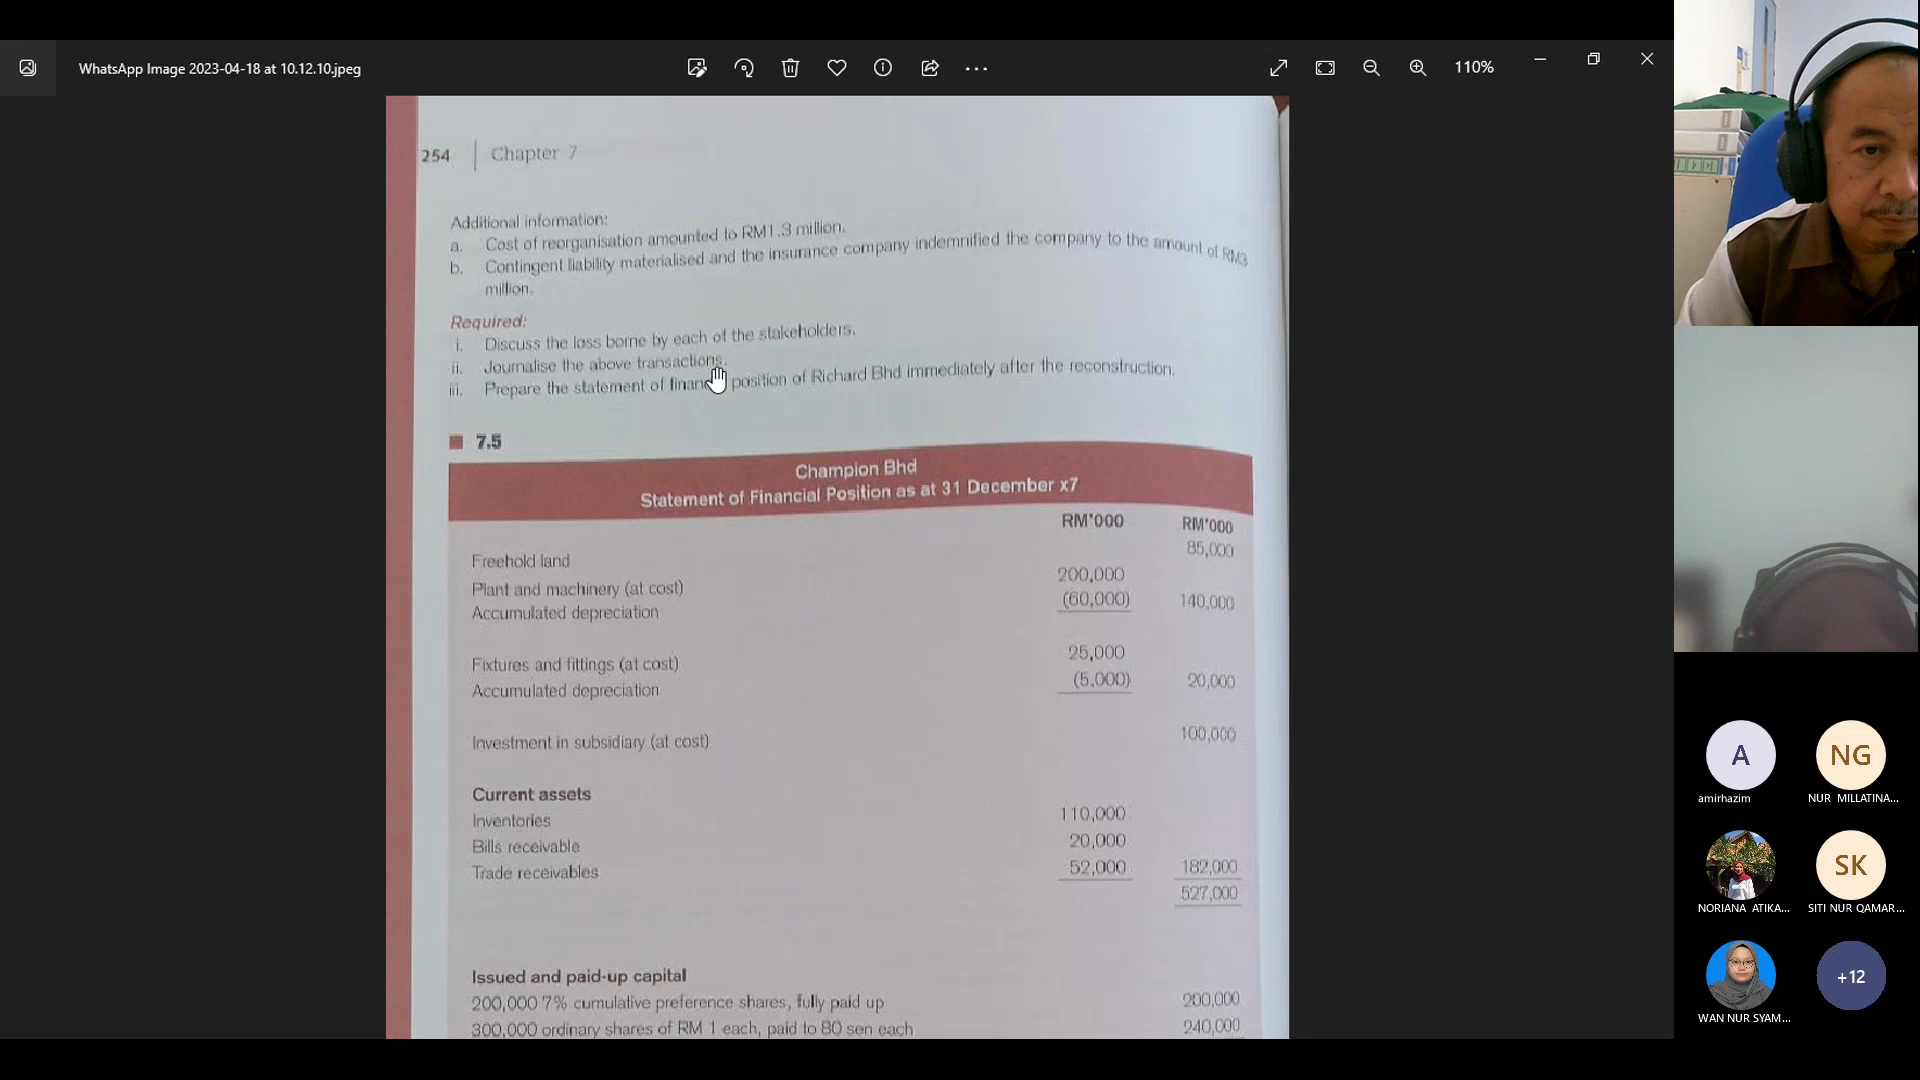 WhatsApp Image 2023-04-18 at 10.12.10.jpeg
110%
254 Chapter 7
Additional information:
a. Cost of reorganisation amounted to RM1.3 million.
b. Contingent liability materialised and the insurance company indemnified the company to the amount of RM3
million.
Required:
i. Discuss the loss borne by each of the stakeholders.
ii. Journalise the above transactions.
iii. Prepare the statement of financial position of Richard Bhd immediately after the reconstruction.
7.5
Champion Bhd
Statement of Financial Position as at 31 December x7
RM'000 RM'000
Freehold land 85,000
Plant and machinery (at cost) 200,000
Accumulated depreciation (60,000) 140,000
Fixtures and fittings (at cost) 25,000
Accumulated depreciation (5,000) 20,000
Investment in subsidiary (at cost) 100,000
Current assets
Inventories 110,000
Bills receivable 20,000
Trade receivables 52,000 182,000
527,000
Issued and paid-up capital
200,000 7% cumulative preference shares, fully paid up 200,000
300,000 ordinary shares of RM 1 each, paid to 80 sen each 240,000
A NG
amirhazim NUR MILLATINA...
SK
NORIANA ATIKA... SITI NUR QAMAR...
+12
WAN NUR SYAM...